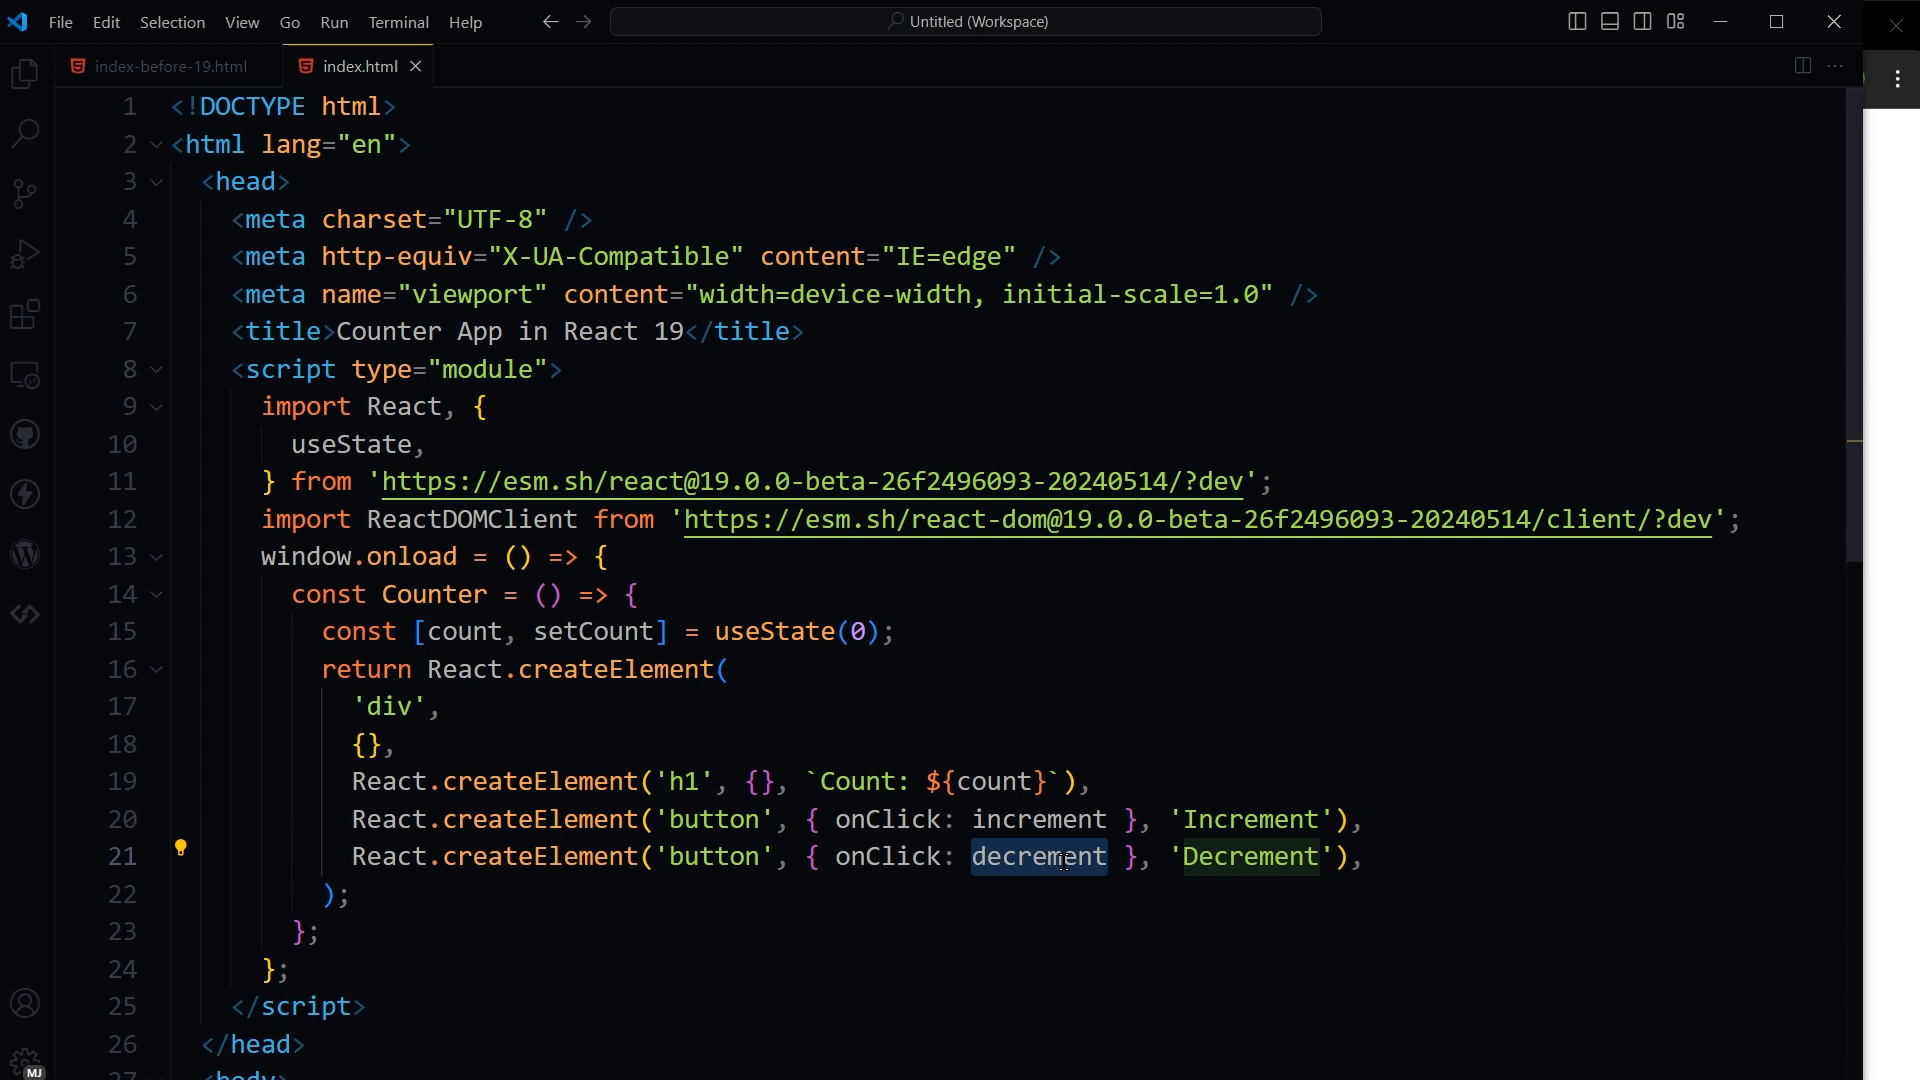 File Edit Selection View Go Run Terminal Help Untitled (Workspace)
index-before-19.html index.html
1 <!DOCTYPE html>
2 <html lang="en">
3 <head>
4 <meta charset="UTF-8" />
5 <meta http-equiv="X-UA-Compatible" content="IE=edge" />
6 <meta name="viewport" content="width=device-width, initial-scale=1.0" />
7 <title>Counter App in React 19</title>
8 <script type="module">
9 import React, {
10 useState,
11 } from 'https://esm.sh/react@19.0.0-beta-26f2496093-20240514/?dev';
12 import ReactDOMClient from 'https://esm.sh/react-dom@19.0.0-beta-26f2496093-20240514/client/?dev';
13 window.onload = () => {
14 const Counter = () => {
15 const [count, setCount] = useState(0);
16 return React.createElement(
17 'div',
18 {},
19 React.createElement('h1', {}, `Count: ${count}`),
20 React.createElement('button', { onClick: increment }, 'Increment'),
21 React.createElement('button', { onClick: decrement }, 'Decrement'),
22 );
23 };
24 };
25 </script>
26 </head>
27 <body>
MJ